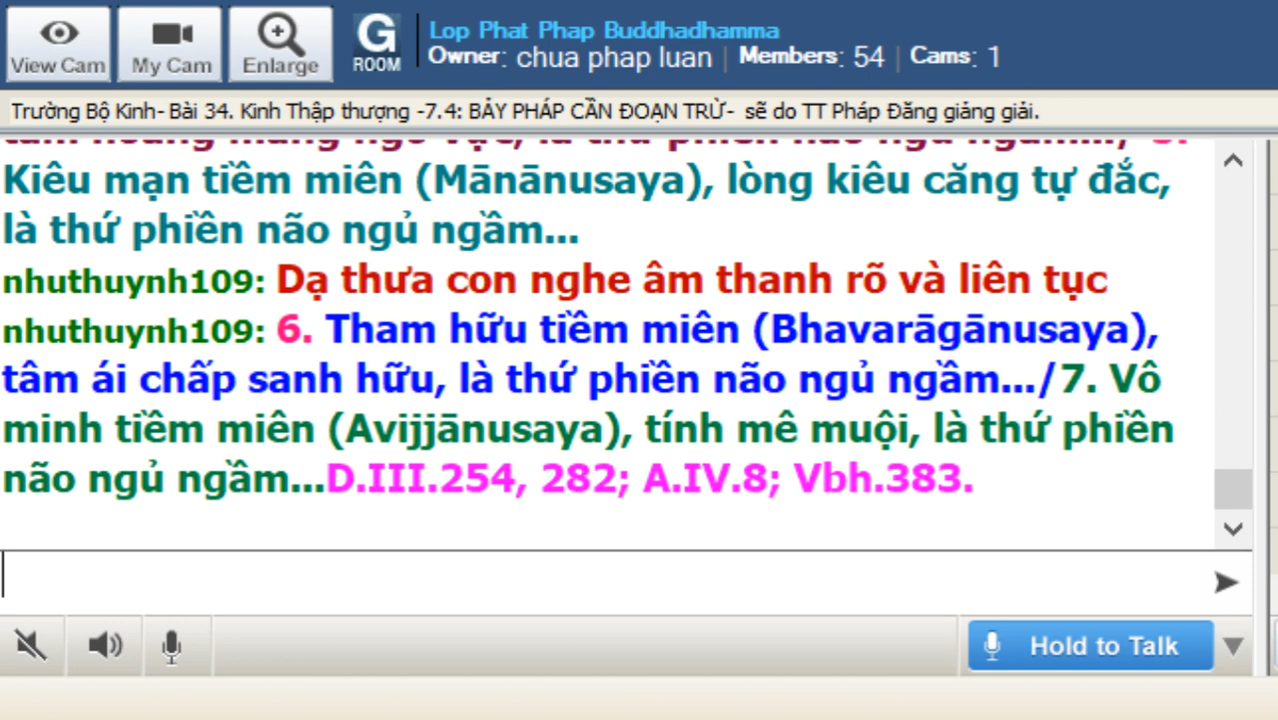 View Cam
My Cam
Enlarge
G
ROOM
Lop Phat Phap Buddhadhamma
Owner: chua phap luan | Members: 54 | Cams: 1
Trường Bộ Kinh- Bài 34. Kinh Thập thượng -7.4: BẢY PHÁP CẦN ĐOẠN TRỪ- sẽ do TT Pháp Đăng giảng giải.
Kiêu mạn tiềm miên (Mānānusaya), lòng kiêu căng tự đắc,
là thứ phiền não ngủ ngầm...
nhuthuynh109: Dạ thưa con nghe âm thanh rõ và liên tục
nhuthuynh109: 6. Tham hữu tiềm miên (Bhavarāgānusaya),
tâm ái chấp sanh hữu, là thứ phiền não ngủ ngầm.../7. Vô
minh tiềm miên (Avijjānusaya), tính mê muội, là thứ phiền
não ngủ ngầm...D.III.254, 282; A.IV.8; Vbh.383.
Hold to Talk